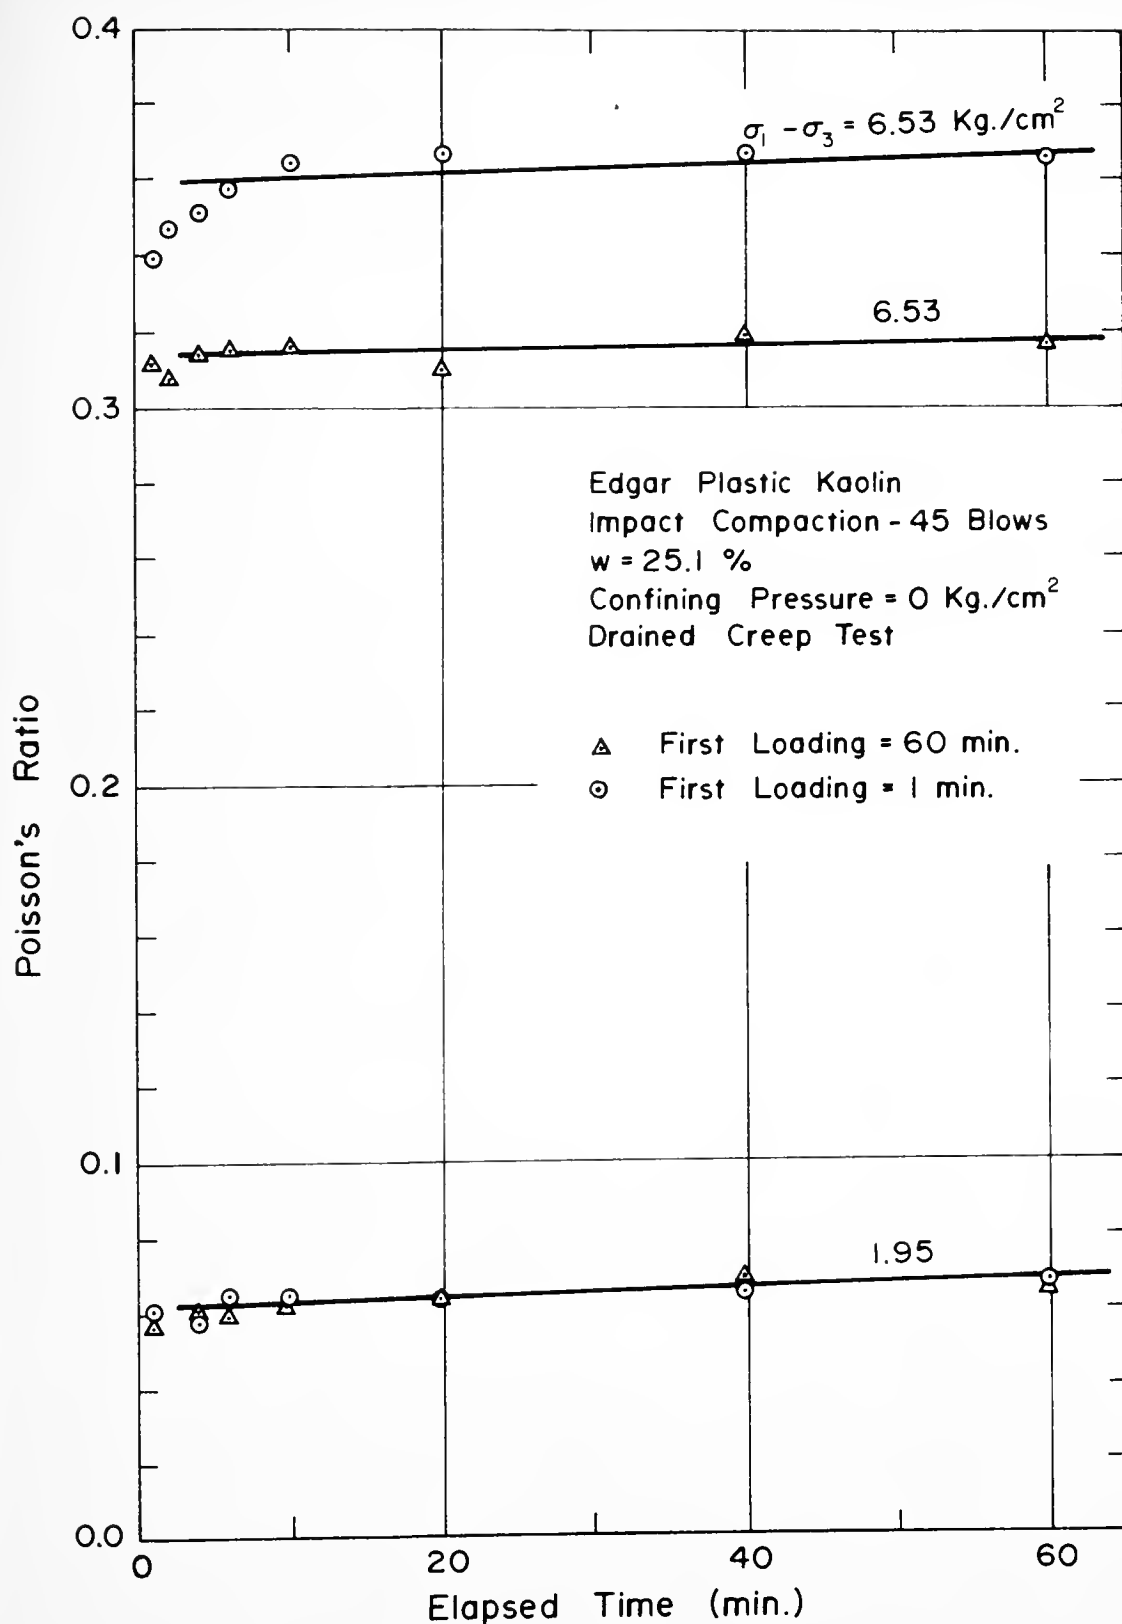 0.4
σ₁ - σ₃ = 6.53 Kg./cm²
6.53
0.3
Edgar Plastic Kaolin
Impact Compaction - 45 Blows
w = 25.1 %
Confining Pressure = 0 Kg./cm²
Drained Creep Test
Poisson's Ratio
First Loading = 60 min.
0.2
First Loading = 1 min.
0.1
1.95
0.0
0 20 40 60
Elapsed Time (min.)